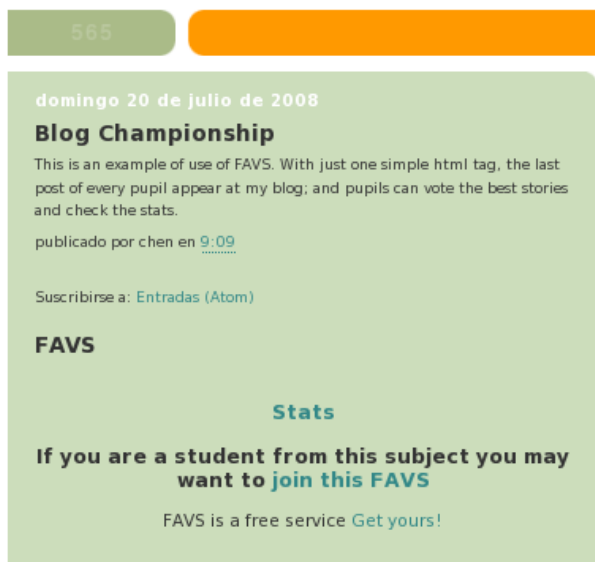 565
domingo 20 de julio de 2008
Blog Championship
This is an example of use of FAVS. With just one simple html tag, the last
post of every pupil appear at my blog; and pupils can vote the best stories
and check the stats.
publicado por chen en 9:09
Suscribirse a: Entradas (Atom)
FAVS
Stats
If you are a student from this subject you may
want to join this FAVS
FAVS is a free service Get yours!